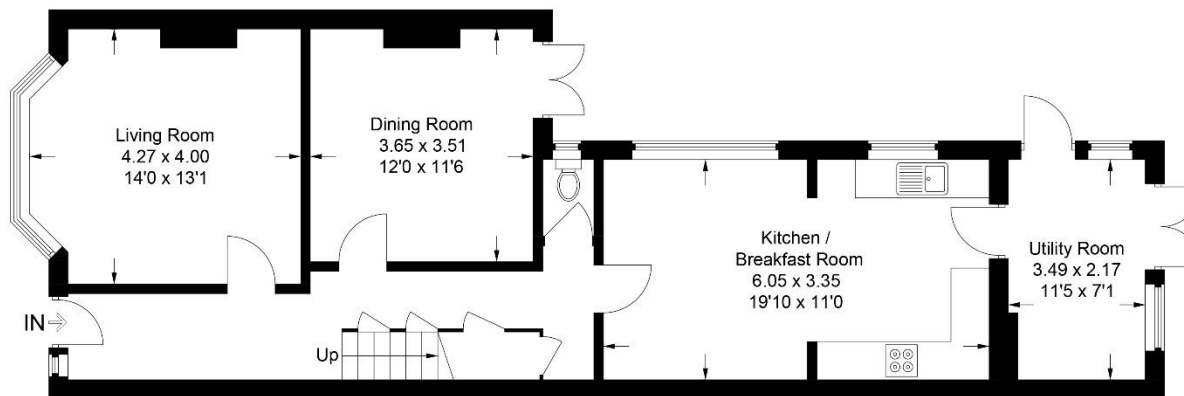 Living Room
4.27 x 4.00
14'0 x 13'1
Dining Room
3.65 x 3.51
12'0 x 11'6
Kitchen /
Breakfast Room
6.05 x 3.35
19'10 x 11'0
Utility Room
3.49 x 2.17
11'5 x 7'1
IN
Up